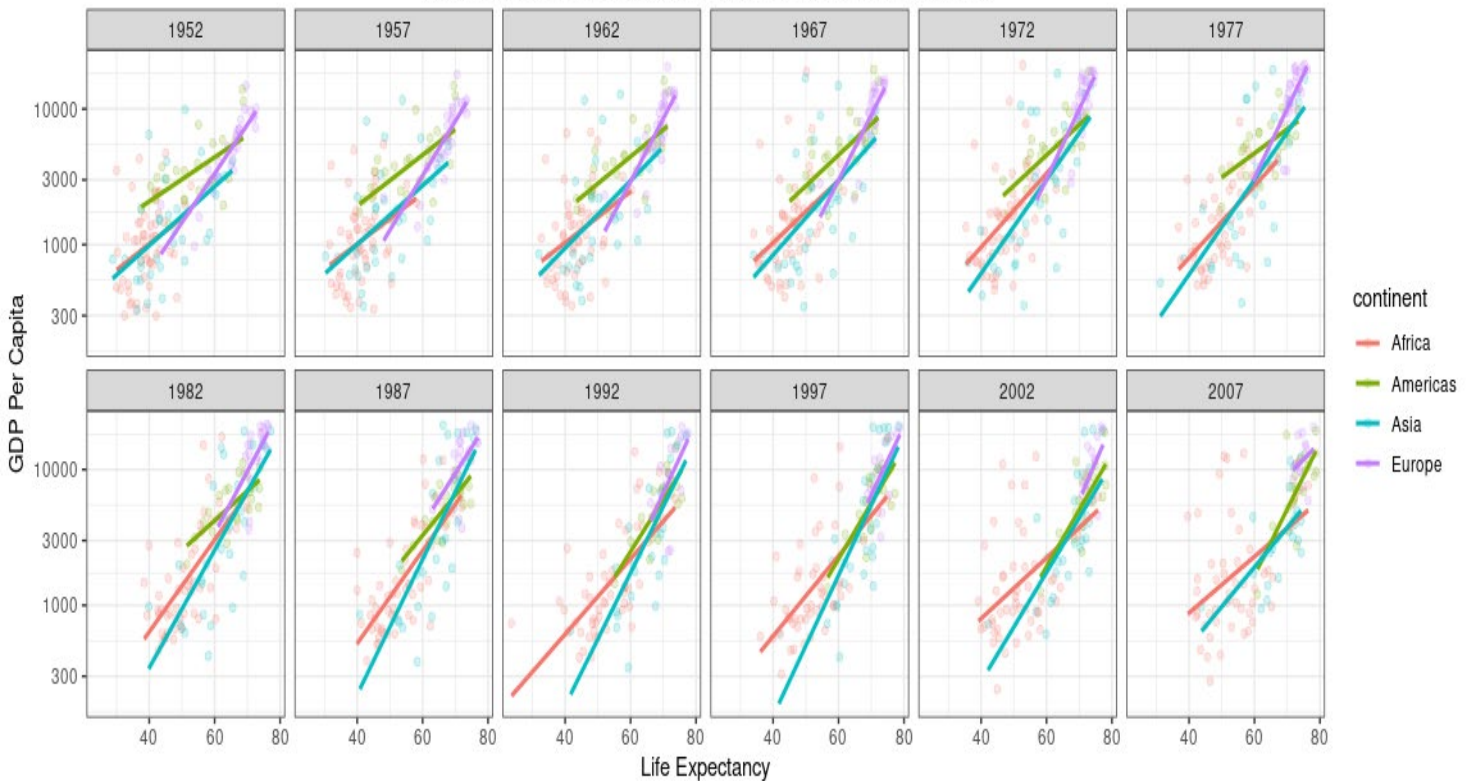 1952 1957 1962 1967 1972 1977
10000
3000
1000
300
1982 1987 1992 1997 2002 2007
10000
3000
1000
300
40 60 80 40 60 80 40 60 80 40 60 80 40 60 80 40 60 80
Life Expectancy
GDP Per Capita
continent
Africa
Americas
Asia
Europe